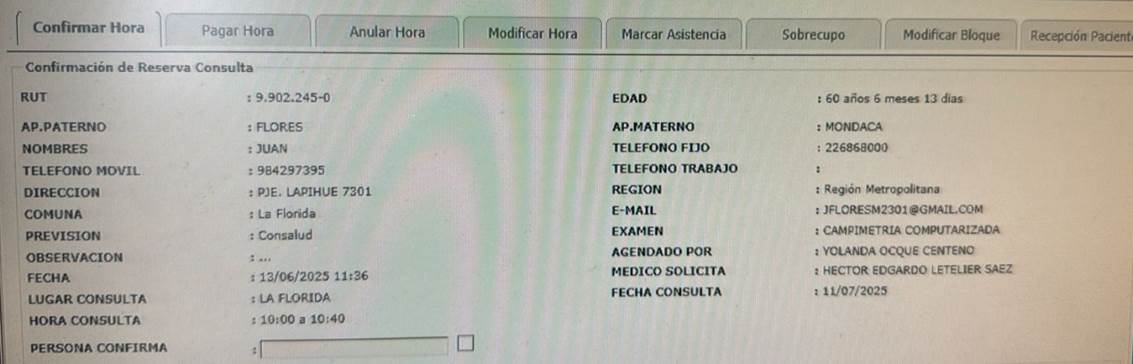 Confirmar Hora Pagar Hora Anular Hora Modificar Hora Marcar Asistencia Sobrecupo Modificar Bloque Recepción Pacient
Confirmación de Reserva Consulta
RUT : 9.902.245-0 EDAD : 60 años 6 meses 13 dias
AP.PATERNO : FLORES AP.MATERNO : MONDACA
NOMBRES : JUAN TELEFONO FIJO : 226868000
TELEFONO MOVIL : 984297395 TELEFONO TRABAJO :
DIRECCION : PJE. LAPIHUE 7301 REGION : Región Metropolitana
COMUNA : La Florida E-MAIL : JFLORESM2301@GMAIL.COM
PREVISION : Consalud EXAMEN : CAMPIMETRIA COMPUTARIZADA
OBSERVACION : ... AGENDADO POR : YOLANDA OCQUE CENTENO
FECHA : 13/06/2025 11:36 MEDICO SOLICITA : HECTOR EDGARDO LETELIER SAEZ
LUGAR CONSULTA : LA FLORIDA FECHA CONSULTA : 11/07/2025
HORA CONSULTA : 10:00 a 10:40
PERSONA CONFIRMA :